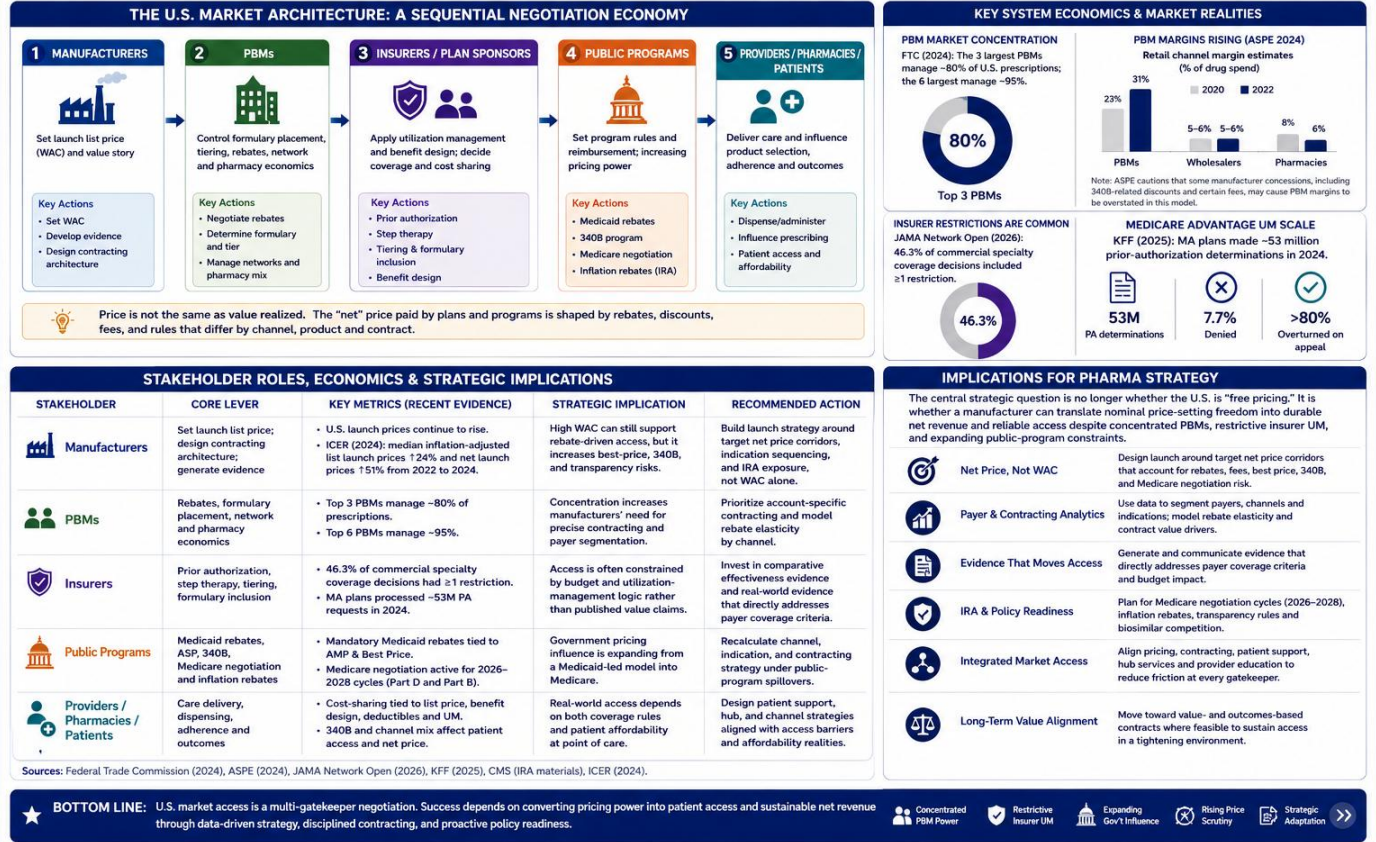 THE U.S. MARKET ARCHITECTURE: A SEQUENTIAL NEGOTIATION ECONOMY
1 MANUFACTURERS
Set launch list price
(WAC) and value story
Key Actions
• Set WAC
• Develop evidence
• Design contracting
architecture
2 PBMs
Control formulary placement,
tiering, rebates, network
and pharmacy economics
Key Actions
• Negotiate rebates
• Determine formulary
and tier
• Manage networks and
pharmacy mix
3 INSURERS / PLAN SPONSORS
Apply utilization management
and benefit design; decide
coverage and cost sharing
Key Actions
• Prior authorization
• Step therapy
• Tiering & formulary
inclusion
• Benefit design
4 PUBLIC PROGRAMS
Set program rules and
reimbursement; increasing
pricing power
Key Actions
• Medicaid rebates
• 340B program
• Medicare negotiation
• Inflation rebates (IRA)
5 PROVIDERS / PHARMACIES /
PATIENTS
Deliver care and influence
product selection,
adherence and outcomes
Key Actions
• Dispense/administer
• Influence prescribing
• Patient access and
affordability
Price is not the same as value realized. The “net” price paid by plans and programs is shaped by rebates, discounts,
fees, and rules that differ by channel, product and contract.
KEY SYSTEM ECONOMICS & MARKET REALITIES
PBM MARKET CONCENTRATION
FTC (2024): The 3 largest PBMs
manage ~80% of U.S. prescriptions;
the 6 largest manage ~95%.
80%
Top 3 PBMs
PBM MARGINS RISING (ASPE 2024)
Retail channel margin estimates
(% of drug spend)
2020 2022
23% 31%
5–6% 5–6%
8% 6%
PBMs Wholesalers Pharmacies
Note: ASPE cautions that some manufacturer concessions, including
340B-related discounts and certain fees, may cause PBM margins to
be overstated in this model.
INSURER RESTRICTIONS ARE COMMON
JAMA Network Open (2026):
46.3% of commercial specialty
coverage decisions included
≥1 restriction.
46.3%
MEDICARE ADVANTAGE UM SCALE
KFF (2025): MA plans made ~53 million
prior-authorization determinations in 2024.
53M
PA determinations
7.7%
Denied
>80%
Overturned on
appeal
STAKEHOLDER ROLES, ECONOMICS & STRATEGIC IMPLICATIONS
STAKEHOLDER CORE LEVER KEY METRICS (RECENT EVIDENCE) STRATEGIC IMPLICATION RECOMMENDED ACTION
Manufacturers
Set launch list price;
design contracting
architecture;
generate evidence
• U.S. launch prices continue to rise.
• ICER (2024): median inflation-adjusted
list launch prices ↑24% and net launch
prices ↑51% from 2022 to 2024.
High WAC can still support
rebate-driven access, but it
increases best-price, 340B,
and transparency risks.
Build launch strategy around
target net price corridors,
indication sequencing,
and IRA exposure,
not WAC alone.
PBMs
Rebates, formulary
placement, network
and pharmacy
economics
• Top 3 PBMs manage ~80% of
prescriptions.
• Top 6 PBMs manage ~95%.
Concentration increases
manufacturers’ need for
precise contracting and
payer segmentation.
Prioritize account-specific
contracting and model
rebate elasticity
by channel.
Insurers
Prior authorization,
step therapy, tiering,
formulary inclusion
• 46.3% of commercial specialty
coverage decisions had ≥1 restriction.
• MA plans processed ~53M PA
requests in 2024.
Access is often constrained
by budget and utilization-
management logic rather
than published value claims.
Invest in comparative
effectiveness evidence
and real-world evidence
that directly addresses
payer coverage criteria.
Public Programs
Medicaid rebates,
ASP, 340B,
Medicare negotiation
and inflation rebates
• Mandatory Medicaid rebates tied to
AMP & Best Price.
• Medicare negotiation active for 2026–
2028 cycles (Part D and Part B).
Government pricing
influence is expanding from
a Medicaid-led model into
Medicare.
Recalculate channel,
indication, and contracting
strategy under public-
program spillovers.
Providers /
Pharmacies /
Patients
Care delivery,
dispensing,
adherence and
outcomes
• Cost-sharing tied to list price, benefit
design, deductibles and UM.
• 340B and channel mix affect patient
access and net price.
Real-world access depends
on both coverage rules
and patient affordability
at point of care.
Design patient support,
hub, and channel strategies
aligned with access barriers
and affordability realities.
Sources: Federal Trade Commission (2024), ASPE (2024), JAMA Network Open (2026), KFF (2025), CMS (IRA materials), ICER (2024).
IMPLICATIONS FOR PHARMA STRATEGY
The central strategic question is no longer whether the U.S. is “free pricing.” It is
whether a manufacturer can translate nominal price-setting freedom into durable
net revenue and reliable access despite concentrated PBMs, restrictive insurer UM,
and expanding public-program constraints.
Net Price, Not WAC
Design launch around target net price corridors
that account for rebates, fees, best price, 340B,
and Medicare negotiation risk.
Payer & Contracting Analytics
Use data to segment payers, channels and
indications; model rebate elasticity and
contract value drivers.
Evidence That Moves Access
Generate and communicate evidence that
directly addresses payer coverage criteria
and budget impact.
IRA & Policy Readiness
Plan for Medicare negotiation cycles (2026–2028),
inflation rebates, transparency rules and
biosimilar competition.
Integrated Market Access
Align pricing, contracting, patient support,
hub services and provider education to
reduce friction at every gatekeeper.
Long-Term Value Alignment
Move toward value- and outcomes-based
contracts where feasible to sustain access
in a tightening environment.
BOTTOM LINE: U.S. market access is a multi-gatekeeper negotiation. Success depends on converting pricing power into patient access and sustainable net revenue
through data-driven strategy, disciplined contracting, and proactive policy readiness.
Concentrated
PBM Power
Restrictive
Insurer UM
Expanding
Gov’t Influence
Rising Price
Scrutiny
Strategic
Adaptation